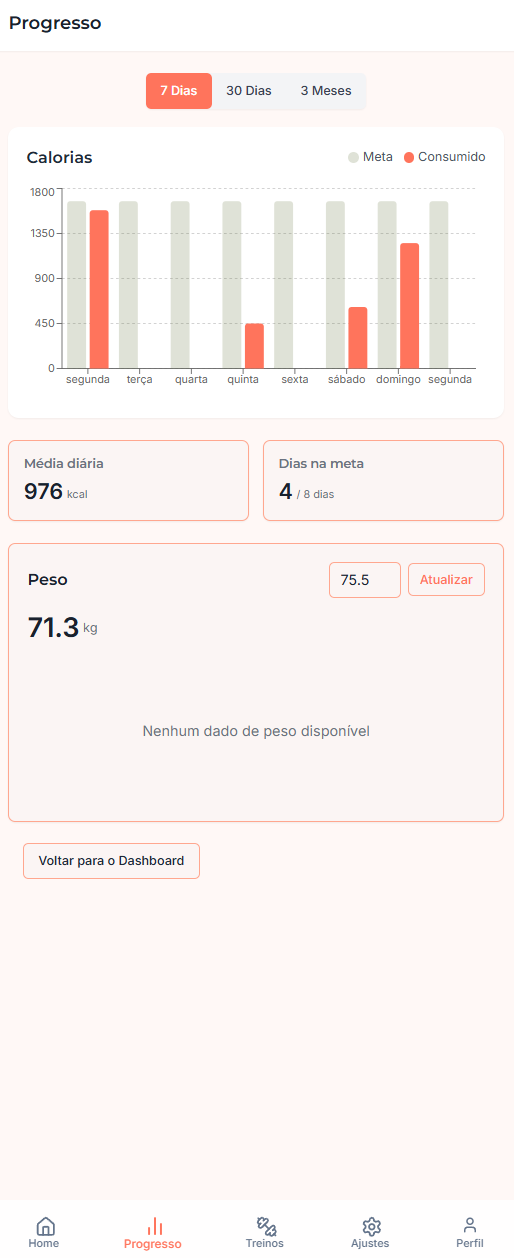 Progresso
7 Dias 30 Dias 3 Meses
Calorias Meta Consumido
1800
1350
900
450
0
segunda terça quarta quinta sexta sábado domingo segunda
Média diária
976 kcal
Dias na meta
4 / 8 dias
Peso 75.5 Atualizar
71.3 kg
Nenhum dado de peso disponível
Voltar para o Dashboard
Home Progresso Treinos Ajustes Perfil